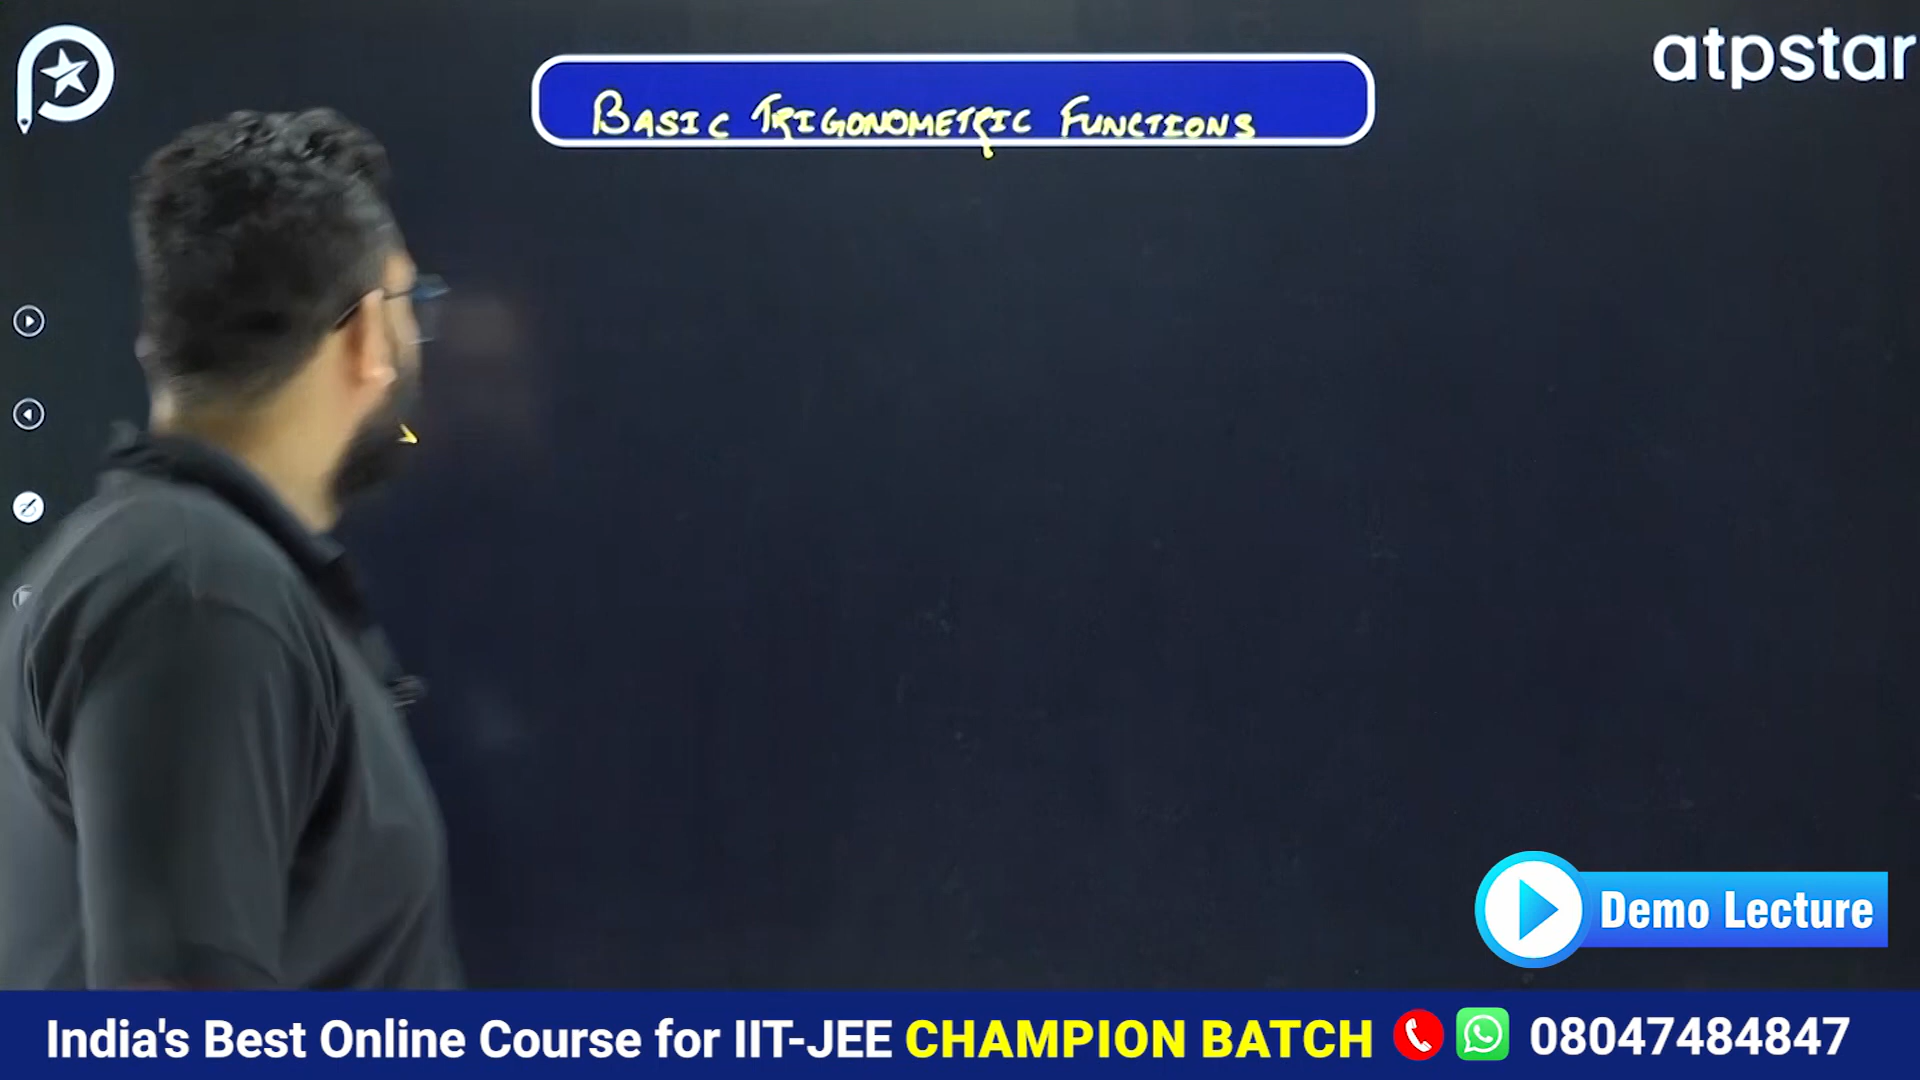 atpstar
BASIC TRIGONOMETRIC FUNCTIONS
Demo Lecture
India's Best Online Course for IIT-JEE CHAMPION BATCH 08047484847